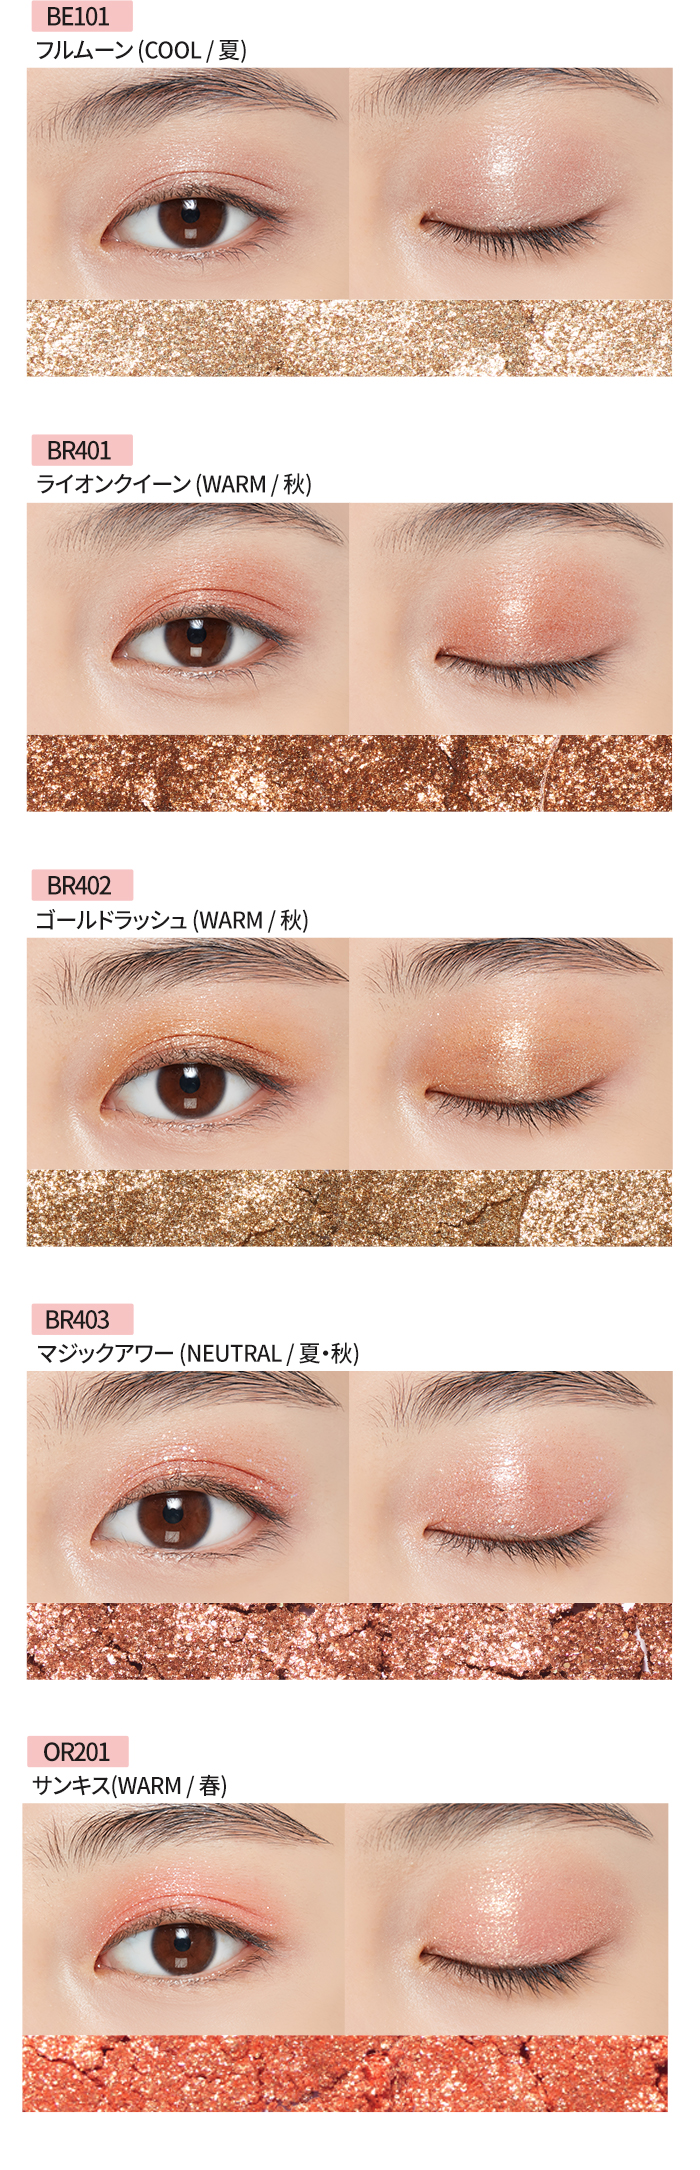 BE101
フルムーン (COOL / 夏)
BR401
ライオンクイーン (WARM / 秋)
BR402
ゴールドラッシュ (WARM / 秋)
BR403
マジックアワー (NEUTRAL / 夏・秋)
OR201
サンキス(WARM / 春)